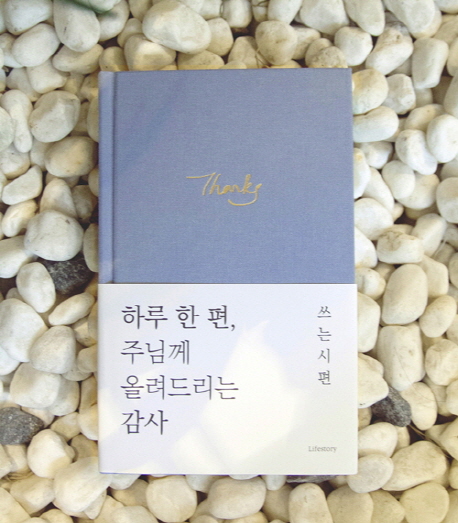 Thanks
하루 한 편,
주님께
올려드리는
감사
쓰는시편
Lifestory